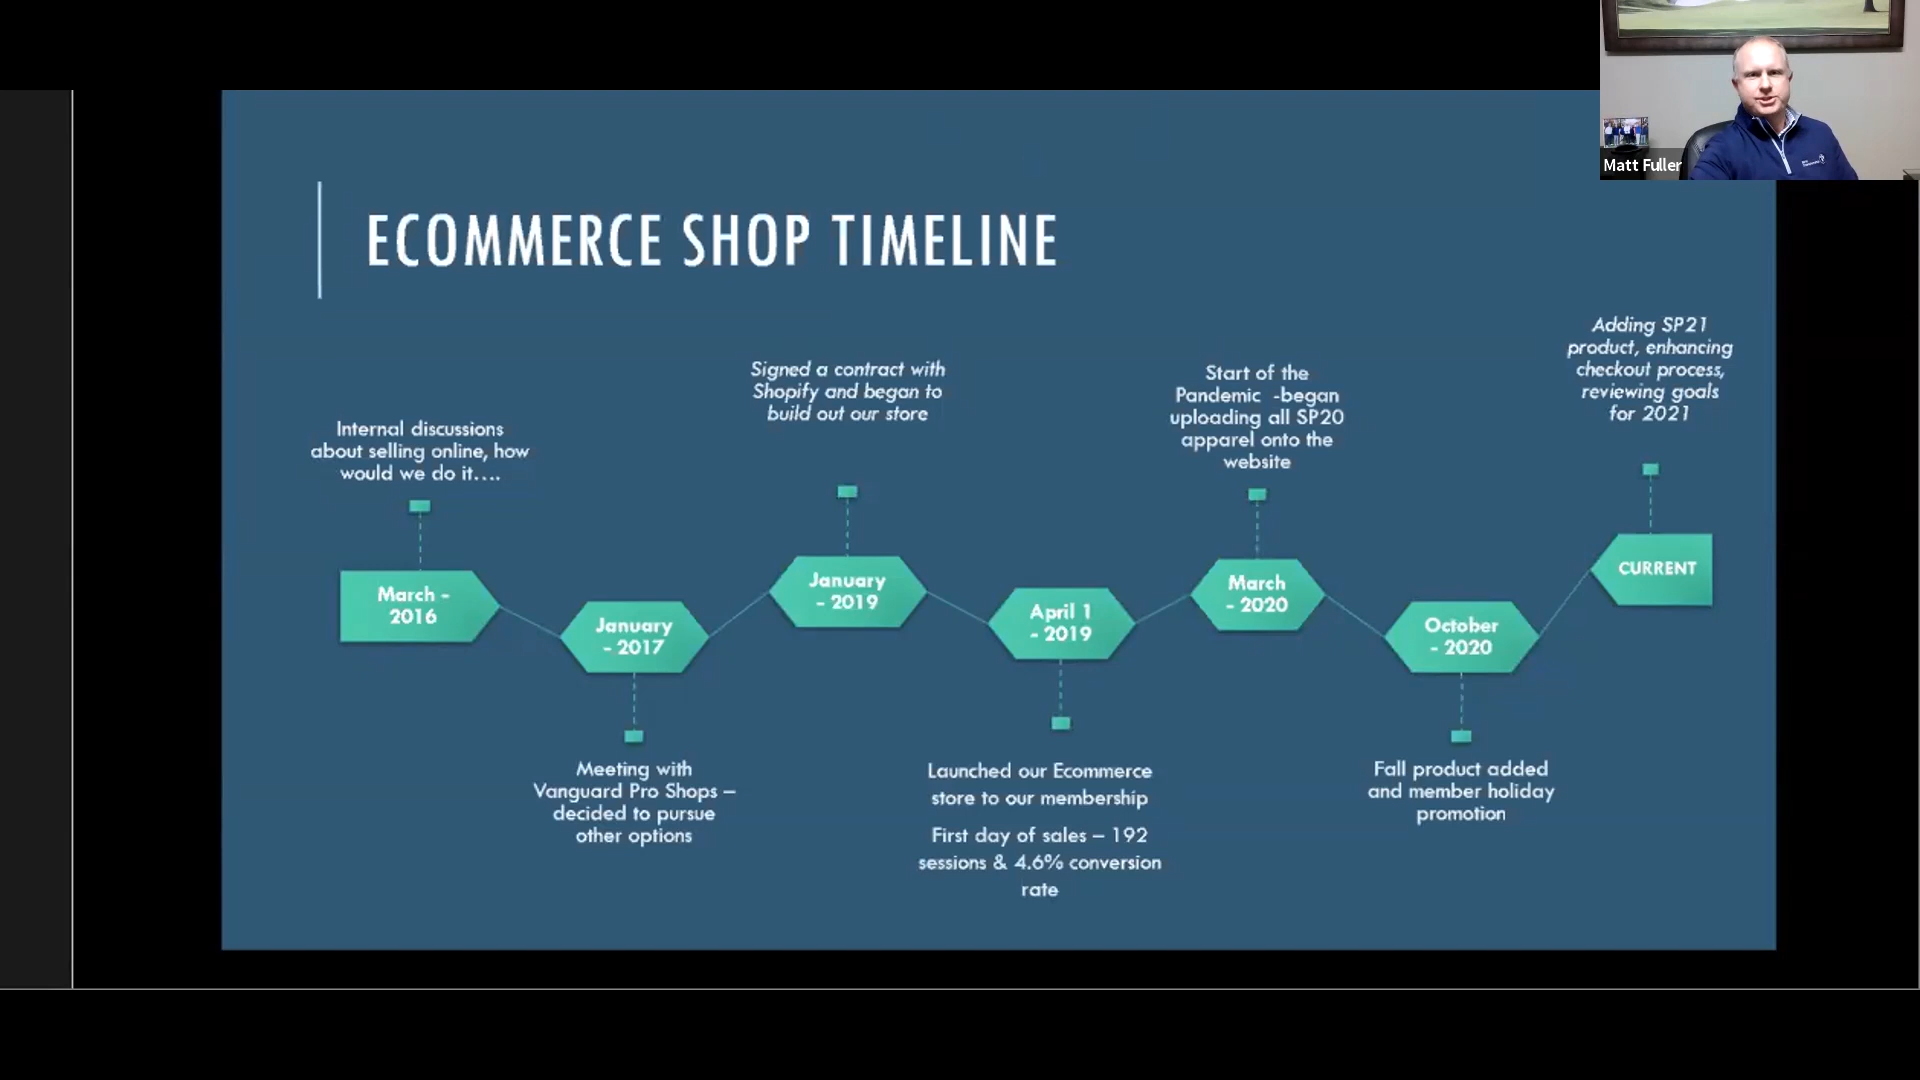 Matt Fuller
ECOMMERCE SHOP TIMELINE
Internal discussions
about selling online, how
would we do it....
March -
2016
January
- 2017
Meeting with
Vanguard Pro Shops –
decided to pursue
other options
Signed a contract with
Shopify and began to
build out our store
January
- 2019
April 1
- 2019
Launched our Ecommerce
store to our membership
First day of sales – 192
sessions & 4.6% conversion
rate
Start of the
Pandemic -began
uploading all SP20
apparel onto the
website
March
- 2020
October
- 2020
Fall product added
and member holiday
promotion
Adding SP21
product, enhancing
checkout process,
reviewing goals
for 2021
CURRENT